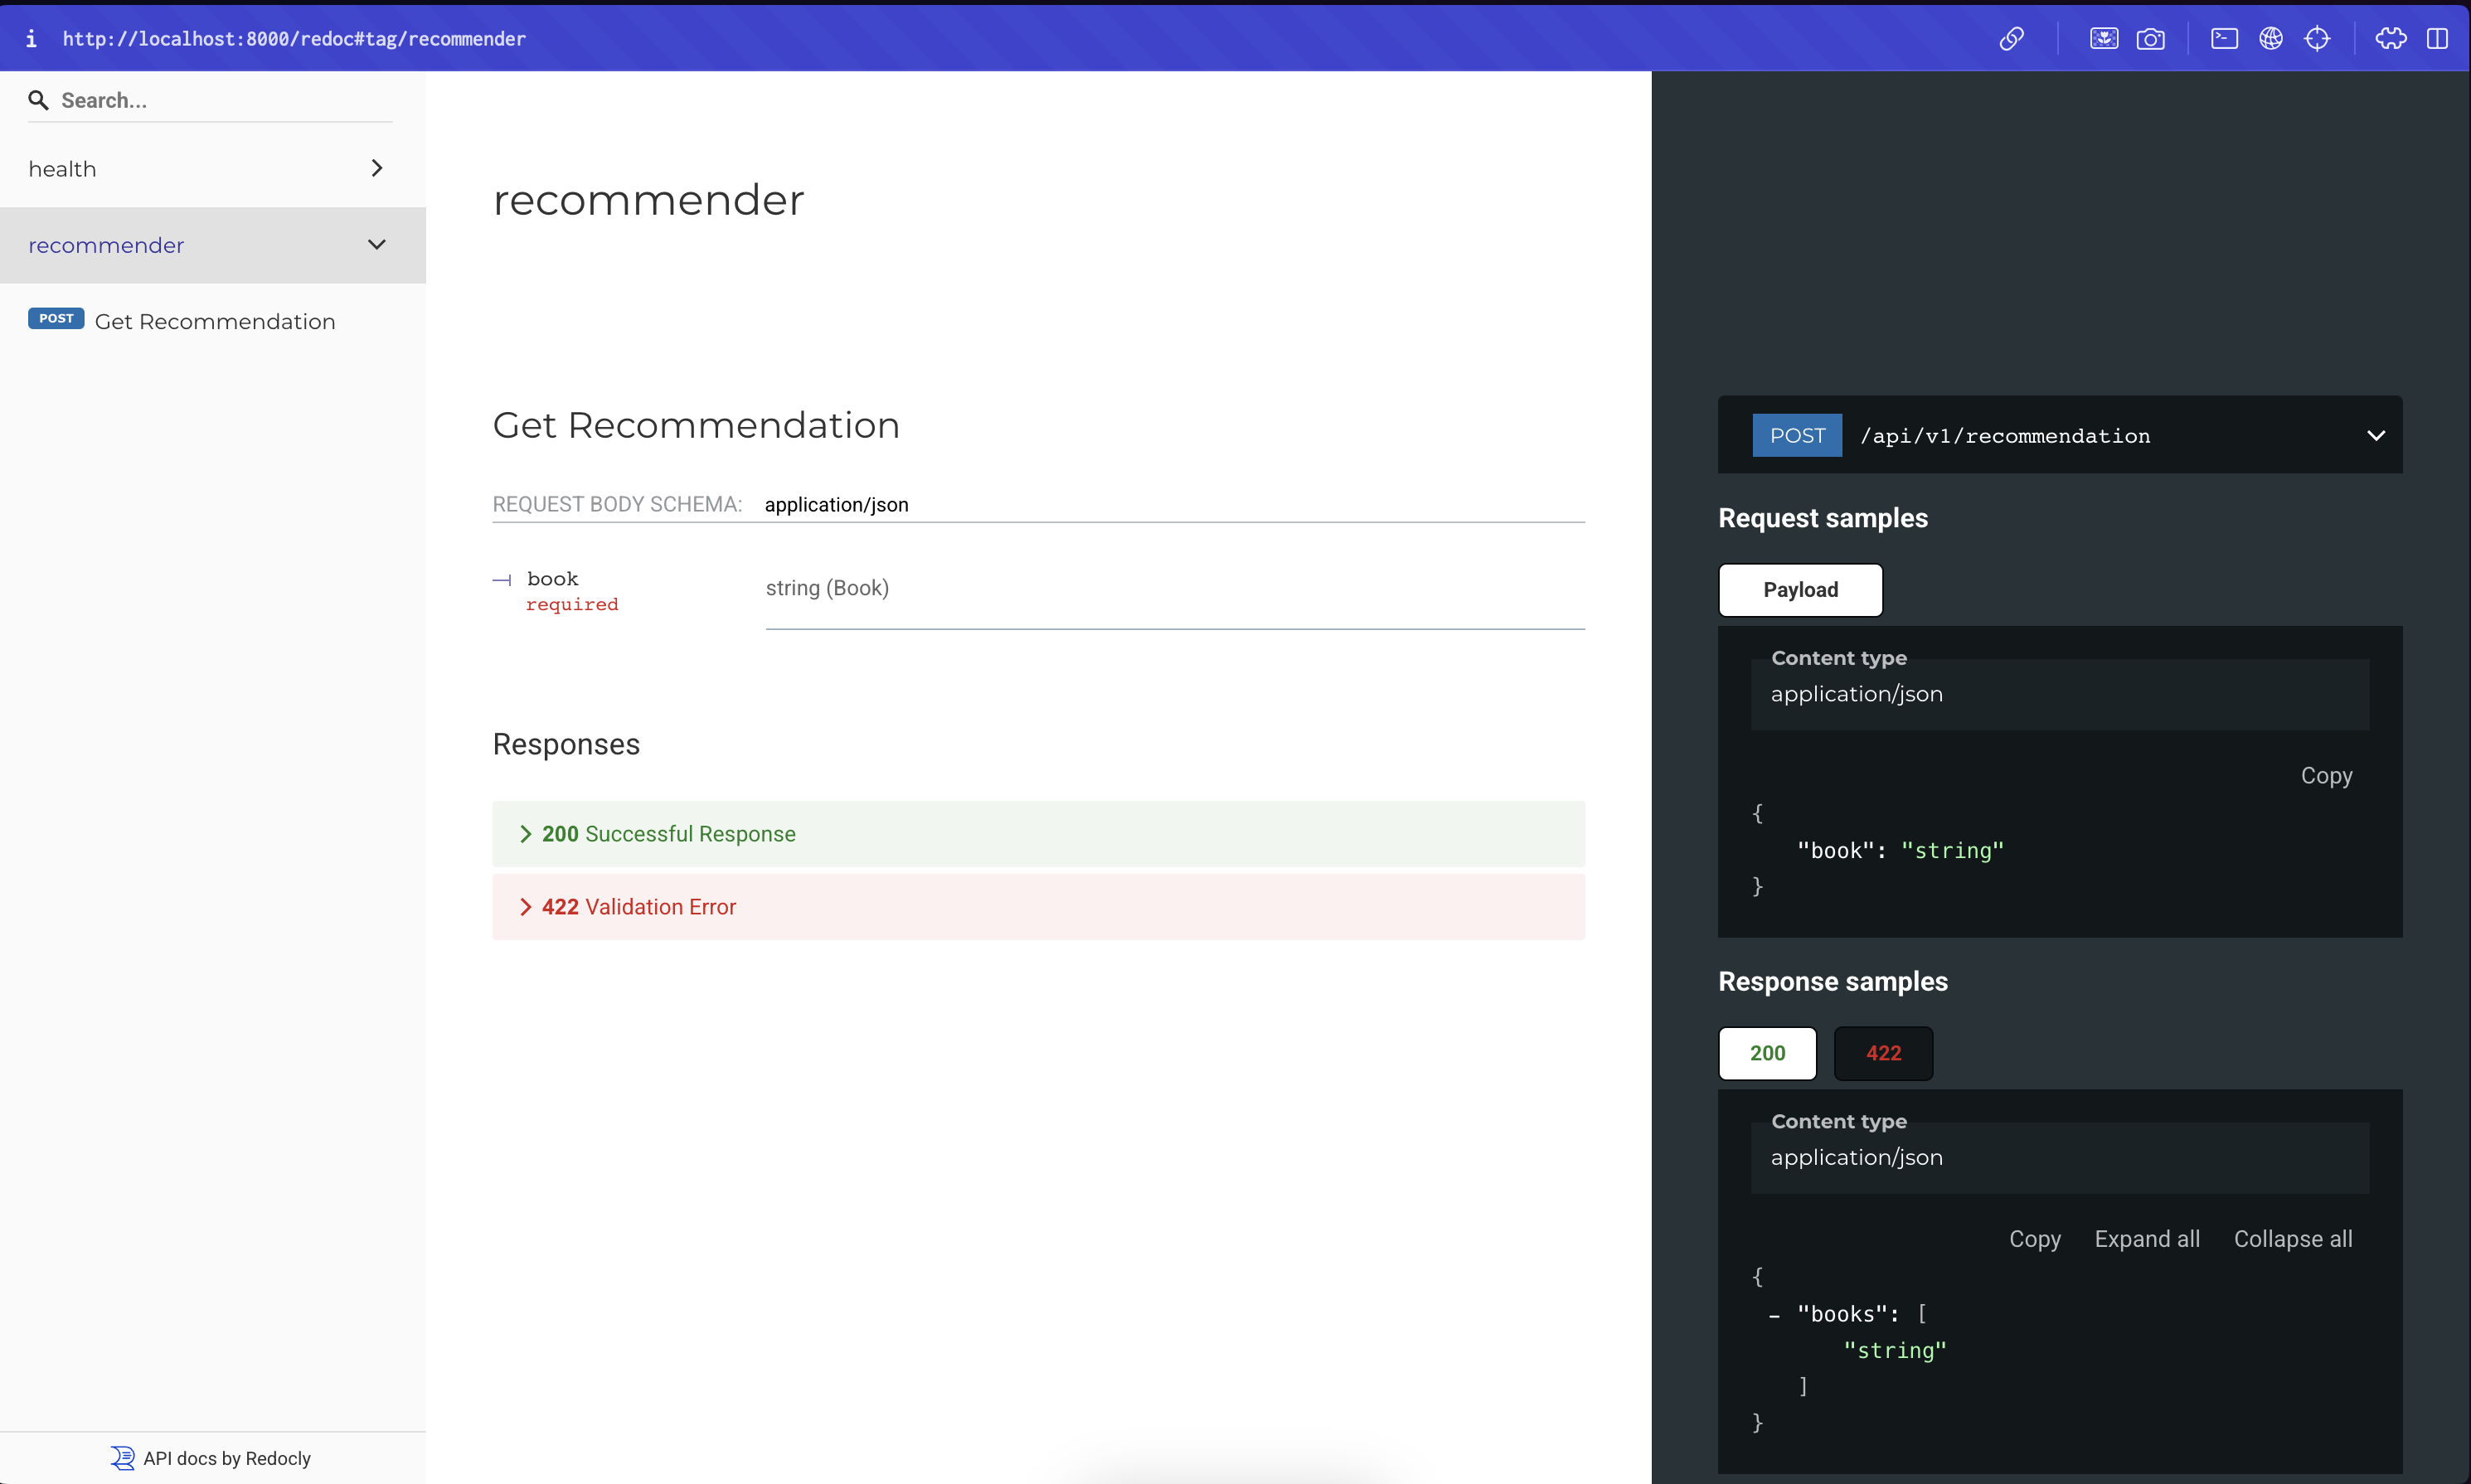 i http://localhost:8000/redoc#tag/recommender
Search...
health
recommender
POST Get Recommendation
API docs by Redocly
recommender
Get Recommendation
REQUEST BODY SCHEMA: application/json
book
required
string (Book)
Responses
200 Successful Response
422 Validation Error
POST /api/v1/recommendation
Request samples
Payload
Content type
application/json
Copy
{
"book": "string"
}
Response samples
200 422
Content type
application/json
Copy Expand all Collapse all
{
– "books": [
"string"
]
}